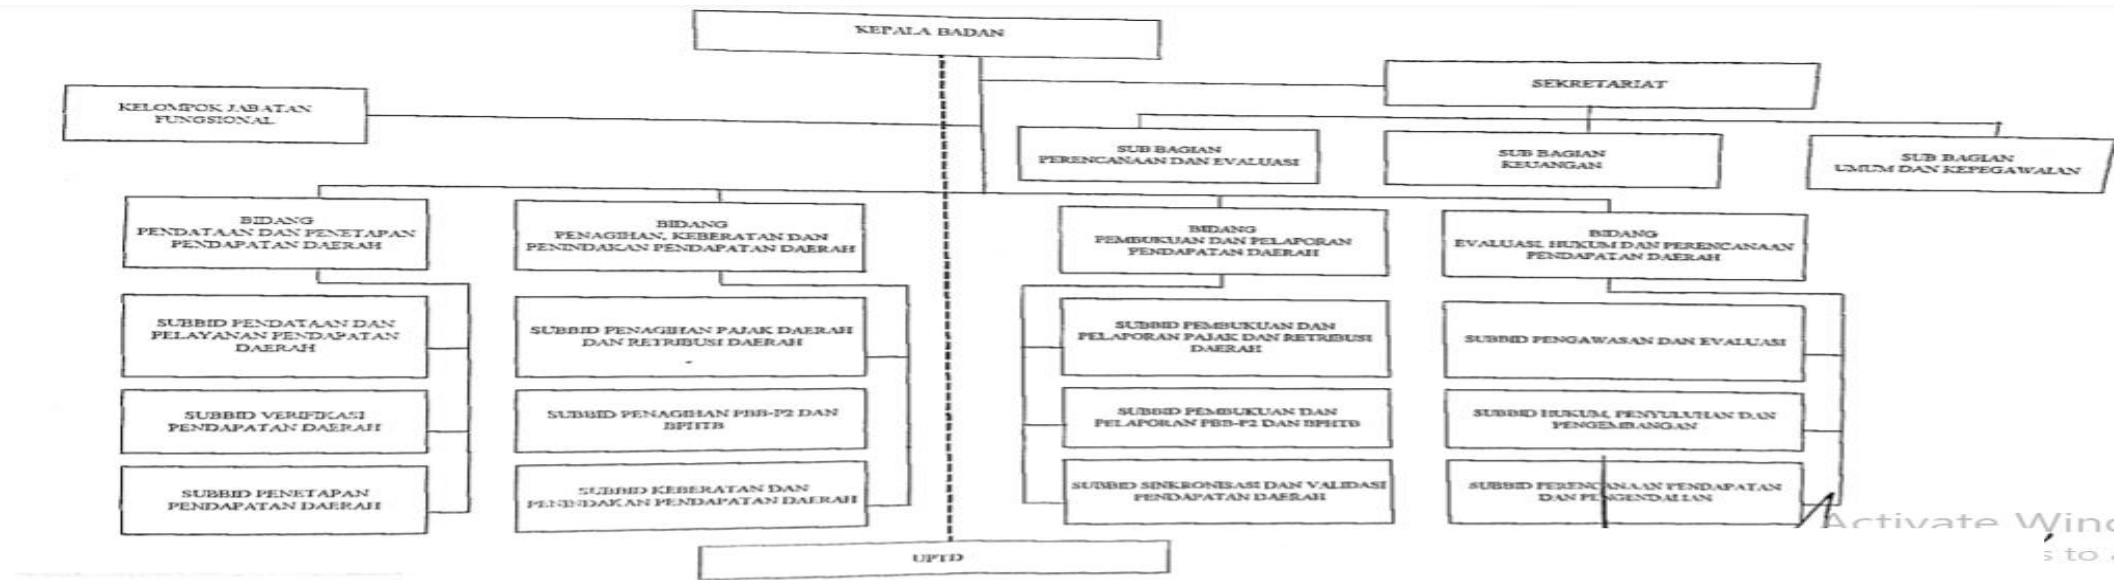 KEPALA BADAN
SEKRETARIAT
KELOMPOK JABATAN
FUNGSIONAL
SUB BAGIAN
PERENCANAAN DAN EVALUASI
SUB BAGIAN
KEUANGAN
SUB BAGIAN
UMUM DAN KEPEGAWAIAN
BIDANG
PENDATAAN DAN PENETAPAN
PENDAPATAN DAERAH
BIDANG
PENAGIHAN, KEBERATAN DAN
PENINDAKAN PENDAPATAN DAERAH
BIDANG
PEMBUKUAN DAN PELAPORAN
PENDAPATAN DAERAH
BIDANG
EVALUASI, HUKUM DAN PERENCANAAN
PENDAPATAN DAERAH
SUBBID PENDATAAN DAN
PELAYANAN PENDAPATAN
DAERAH
SUBBID PENAGIHAN PAJAK DAERAH
DAN RETRIBUSI DAERAH
SUBBID PEMBUKUAN DAN
PELAPORAN PAJAK DAN RETRIBUSI
DAERAH
SUBBID PENGAWASAN DAN EVALUASI
SUBBID VERIFIKASI
PENDAPATAN DAERAH
SUBBID PENAGIHAN PBB-P2 DAN
BPHTB
SUBBID PEMBUKUAN DAN
PELAPORAN PBB-P2 DAN BPHTB
SUBBID HUKUM, PENYULUHAN DAN
PENGEMBANGAN
SUBBID PENETAPAN
PENDAPATAN DAERAH
SUBBID KEBERATAN DAN
PENINDAKAN PENDAPATAN DAERAH
SUBBID SINKRONISASI DAN VALIDASI
PENDAPATAN DAERAH
SUBBID PERENCANAAN PENDAPATAN
DAN PENGENDALIAN
UPTD
Activate Wind
s to